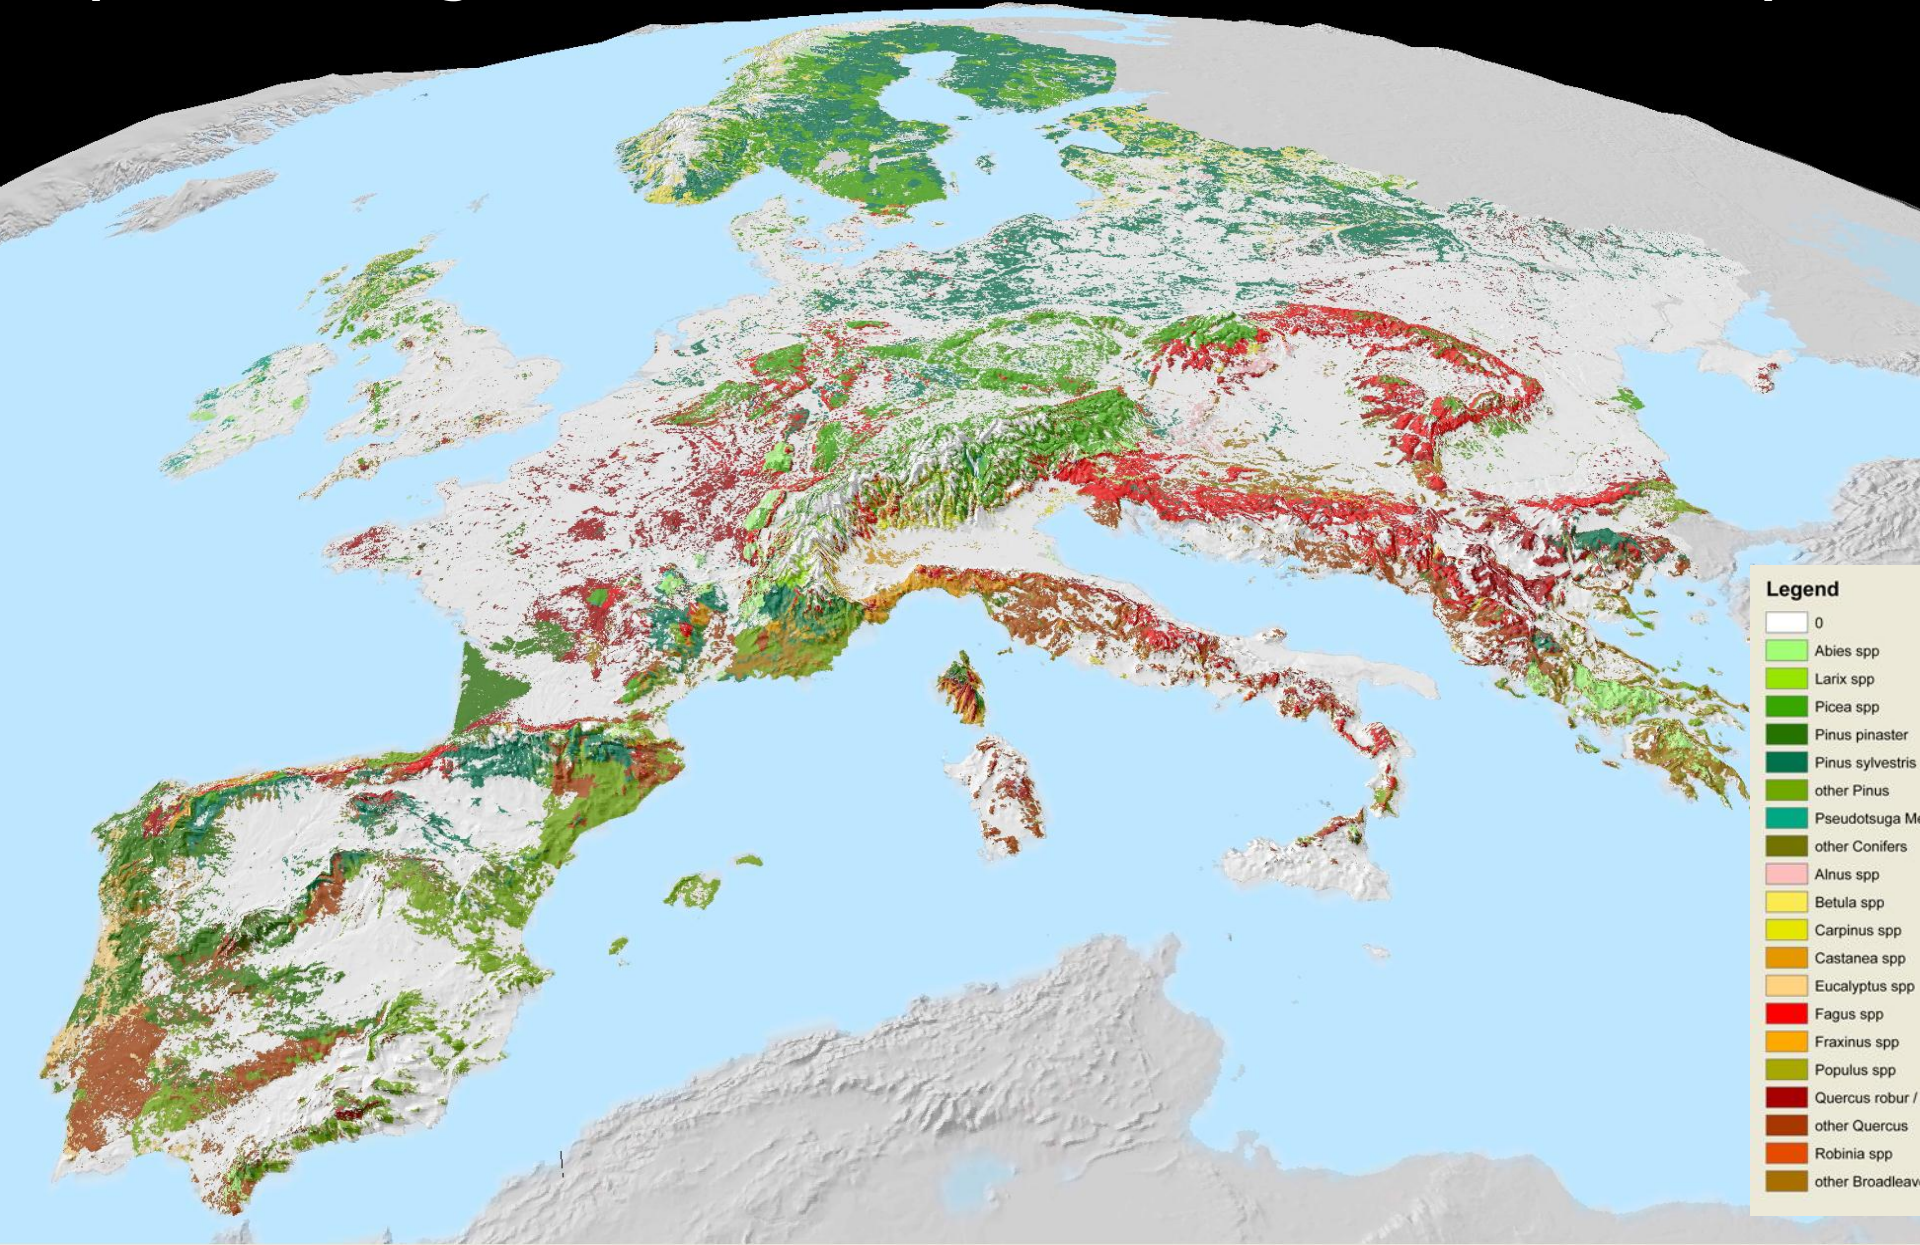 Legend
0
Abies spp
Larix spp
Picea spp
Pinus pinaster
Pinus sylvestris
other Pinus
Pseudotsuga Me
other Conifers
Alnus spp
Betula spp
Carpinus spp
Castanea spp
Eucalyptus spp
Fagus spp
Fraxinus spp
Populus spp
Quercus robur /
other Quercus
Robinia spp
other Broadleav